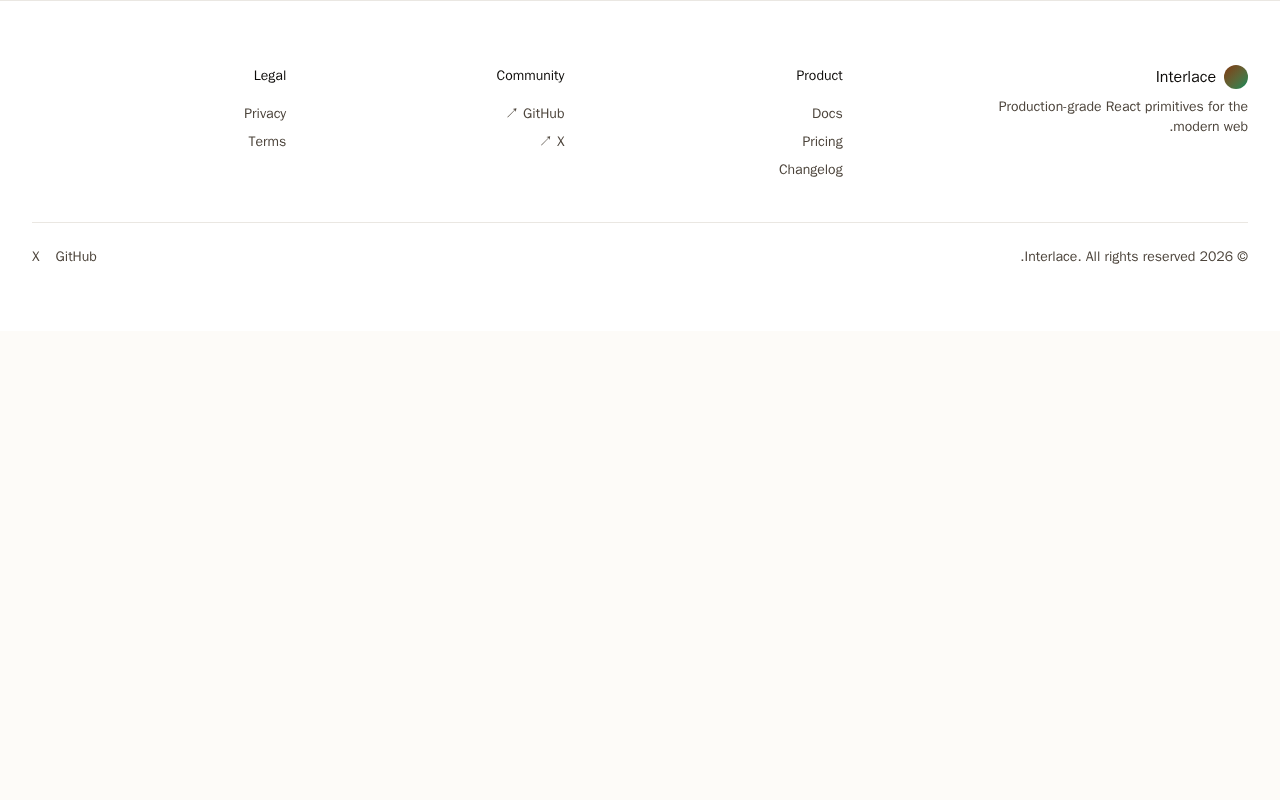 Interlace
Production-grade React primitives for the
.modern web
Product
Docs
Pricing
Changelog
Community
↗ GitHub
↗ X
Legal
Privacy
Terms
.Interlace. All rights reserved 2026 ©
X GitHub